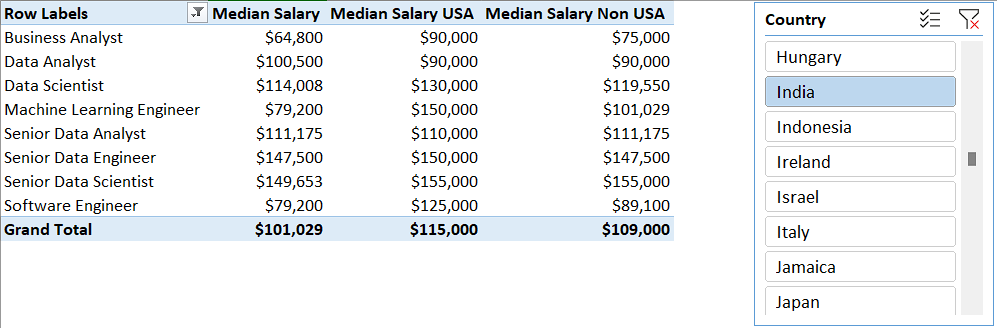 Row Labels Median Salary Median Salary USA Median Salary Non USA
Business Analyst $64,800 $90,000 $75,000
Data Analyst $100,500 $90,000 $90,000
Data Scientist $114,008 $130,000 $119,550
Machine Learning Engineer $79,200 $150,000 $101,029
Senior Data Analyst $111,175 $110,000 $111,175
Senior Data Engineer $147,500 $150,000 $147,500
Senior Data Scientist $149,653 $155,000 $155,000
Software Engineer $79,200 $125,000 $89,100
Grand Total $101,029 $115,000 $109,000
Country
Hungary
India
Indonesia
Ireland
Israel
Italy
Jamaica
Japan